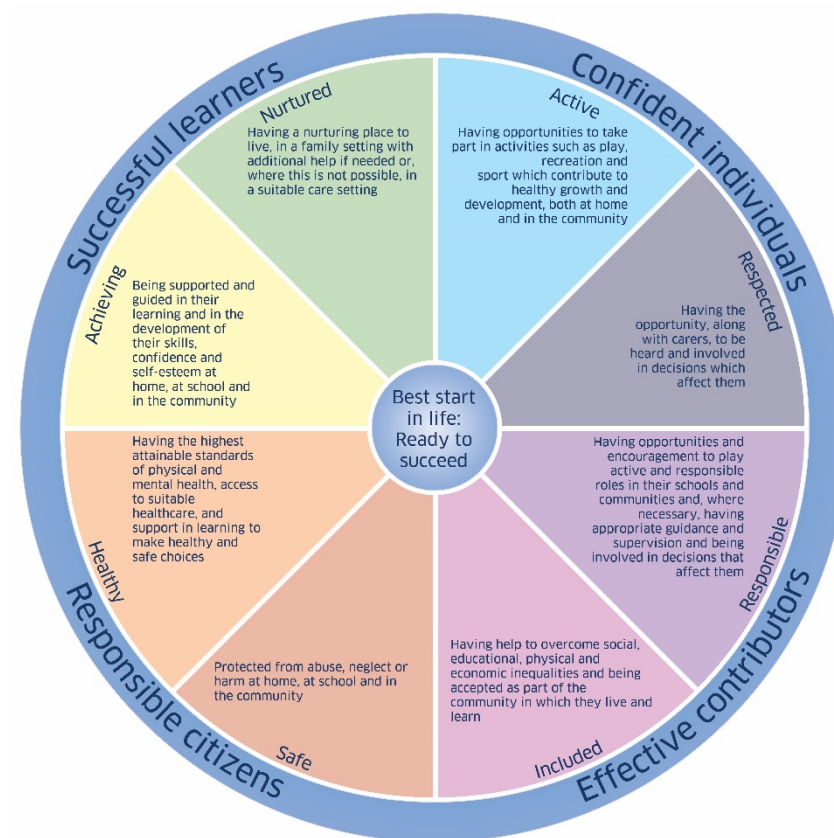 Successful learners
Confident individuals
Nurtured
Having a nurturing place to
live, in a family setting with
additional help if needed or,
where this is not possible, in
a suitable care setting
Active
Having opportunities to take
part in activities such as play,
recreation and
sport which contribute to
healthy growth and
development, both at home
and in the community
Achieving
Being supported and
guided in their
learning and in the
development of
their skills,
confidence and
self-esteem at
home, at school and
in the community
Respected
Having the
opportunity, along
with carers, to be
heard and involved
in decisions which
affect them
Best start
in life:
Ready to
succeed
Healthy
Having the highest
attainable standards
of physical and
mental health, access
to suitable
healthcare, and
support in learning to
make healthy and
safe choices
Responsible
Having opportunities and
encouragement to play
active and responsible
roles in their schools and
communities and, where
necessary, having
appropriate guidance and
supervision and being
involved in decisions that
affect them
Safe
Protected from abuse, neglect or
harm at home, at school and in
the community
Included
Having help to overcome social,
educational, physical and
economic inequalities and being
accepted as part of the
community in which they live and
learn
Responsible citizens
Effective contributors